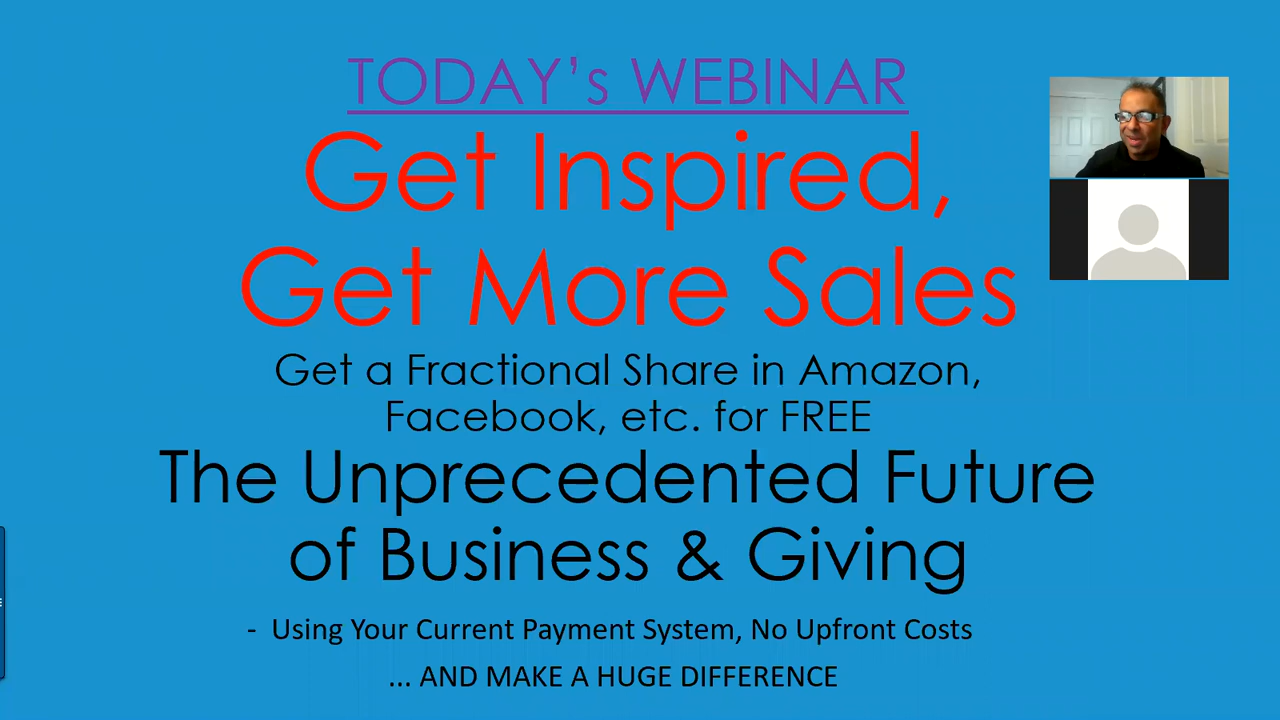 TODAY’s WEBINAR
Get Inspired,
Get More Sales
Get a Fractional Share in Amazon,
Facebook, etc. for FREE
The Unprecedented Future
of Business & Giving
- Using Your Current Payment System, No Upfront Costs
... AND MAKE A HUGE DIFFERENCE